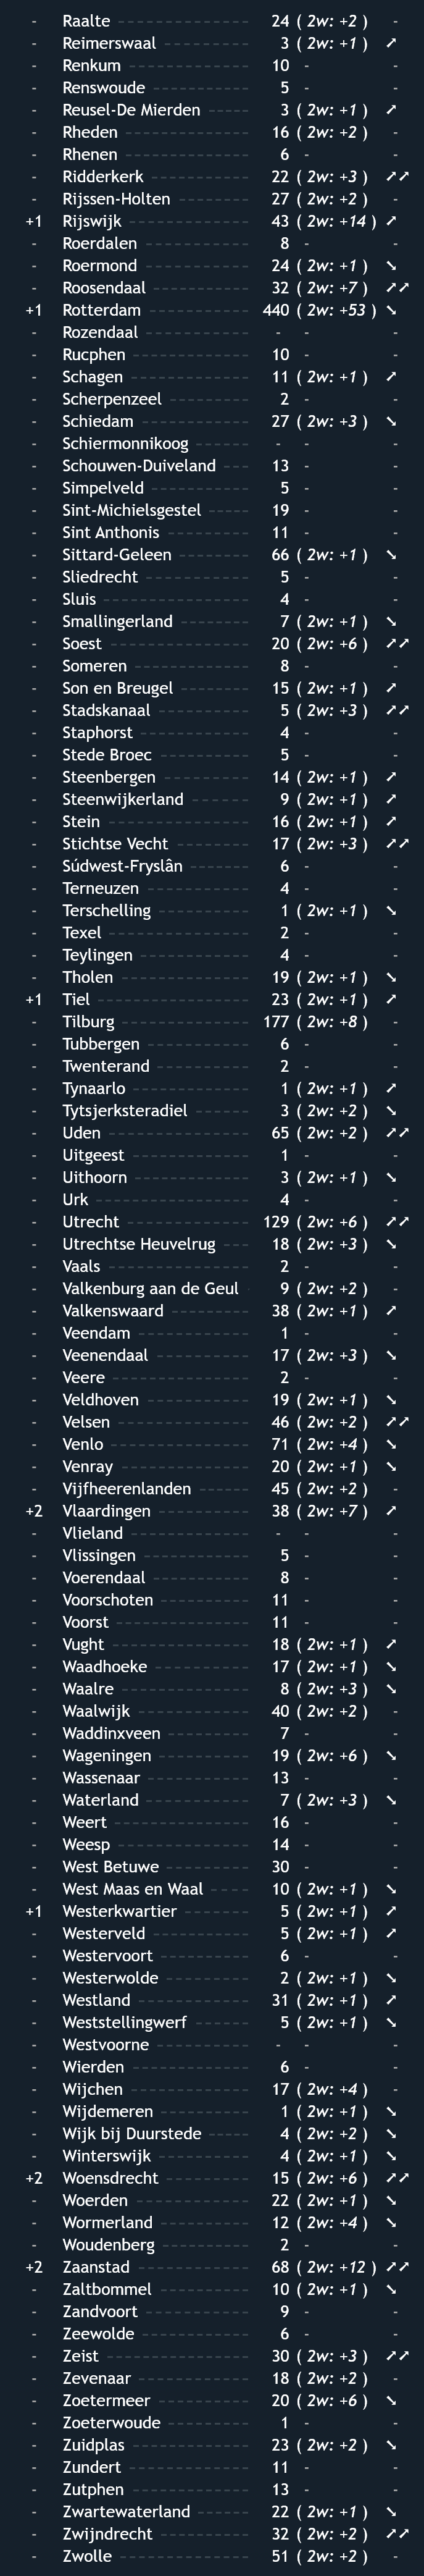 - Raalte 24 ( 2w: +2 ) -
- Reimerswaal 3 ( 2w: +1 ) ➚
- Renkum 10 - -
- Renswoude 5 - -
- Reusel-De Mierden 3 ( 2w: +1 ) ➚
- Rheden 16 ( 2w: +2 ) -
- Rhenen 6 - -
- Ridderkerk 22 ( 2w: +3 ) ➚➚
- Rijssen-Holten 27 ( 2w: +2 ) -
+1 Rijswijk 43 ( 2w: +14 ) ➚
- Roerdalen 8 - -
- Roermond 24 ( 2w: +1 ) ➘
- Roosendaal 32 ( 2w: +7 ) ➚➚
+1 Rotterdam 440 ( 2w: +53 ) ➘
- Rozendaal - - -
- Rucphen 10 - -
- Schagen 11 ( 2w: +1 ) ➚
- Scherpenzeel 2 - -
- Schiedam 27 ( 2w: +3 ) ➘
- Schiermonnikoog - - -
- Schouwen-Duiveland 13 - -
- Simpelveld 5 - -
- Sint-Michielsgestel 19 - -
- Sint Anthonis 11 - -
- Sittard-Geleen 66 ( 2w: +1 ) ➘
- Sliedrecht 5 - -
- Sluis 4 - -
- Smallingerland 7 ( 2w: +1 ) ➘
- Soest 20 ( 2w: +6 ) ➚➚
- Someren 8 - -
- Son en Breugel 15 ( 2w: +1 ) ➚
- Stadskanaal 5 ( 2w: +3 ) ➚➚
- Staphorst 4 - -
- Stede Broec 5 - -
- Steenbergen 14 ( 2w: +1 ) ➚
- Steenwijkerland 9 ( 2w: +1 ) ➚
- Stein 16 ( 2w: +1 ) ➚
- Stichtse Vecht 17 ( 2w: +3 ) ➚➚
- Súdwest-Fryslân 6 - -
- Terneuzen 4 - -
- Terschelling 1 ( 2w: +1 ) ➘
- Texel 2 - -
- Teylingen 4 - -
- Tholen 19 ( 2w: +1 ) ➘
+1 Tiel 23 ( 2w: +1 ) ➚
- Tilburg 177 ( 2w: +8 ) -
- Tubbergen 6 - -
- Twenterand 2 - -
- Tynaarlo 1 ( 2w: +1 ) ➚
- Tytsjerksteradiel 3 ( 2w: +2 ) ➘
- Uden 65 ( 2w: +2 ) ➚➚
- Uitgeest 1 - -
- Uithoorn 3 ( 2w: +1 ) ➘
- Urk 4 - -
- Utrecht 129 ( 2w: +6 ) ➚➚
- Utrechtse Heuvelrug 18 ( 2w: +3 ) ➘
- Vaals 2 - -
- Valkenburg aan de Geul 9 ( 2w: +2 ) -
- Valkenswaard 38 ( 2w: +1 ) ➚
- Veendam 1 - -
- Veenendaal 17 ( 2w: +3 ) ➘
- Veere 2 - -
- Veldhoven 19 ( 2w: +1 ) ➘
- Velsen 46 ( 2w: +2 ) ➚➚
- Venlo 71 ( 2w: +4 ) ➘
- Venray 20 ( 2w: +1 ) ➘
- Vijfheerenlanden 45 ( 2w: +2 ) -
+2 Vlaardingen 38 ( 2w: +7 ) ➚
- Vlieland - - -
- Vlissingen 5 - -
- Voerendaal 8 - -
- Voorschoten 11 - -
- Voorst 11 - -
- Vught 18 ( 2w: +1 ) ➚
- Waadhoeke 17 ( 2w: +1 ) ➘
- Waalre 8 ( 2w: +3 ) ➘
- Waalwijk 40 ( 2w: +2 ) -
- Waddinxveen 7 - -
- Wageningen 19 ( 2w: +6 ) ➘
- Wassenaar 13 - -
- Waterland 7 ( 2w: +3 ) ➘
- Weert 16 - -
- Weesp 14 - -
- West Betuwe 30 - -
- West Maas en Waal 10 ( 2w: +1 ) ➘
+1 Westerkwartier 5 ( 2w: +1 ) ➚
- Westerveld 5 ( 2w: +1 ) ➚
- Westervoort 6 - -
- Westerwolde 2 ( 2w: +1 ) ➘
- Westland 31 ( 2w: +1 ) ➚
- Weststellingwerf 5 ( 2w: +1 ) ➘
- Westvoorne - - -
- Wierden 6 - -
- Wijchen 17 ( 2w: +4 ) -
- Wijdemeren 1 ( 2w: +1 ) ➘
- Wijk bij Duurstede 4 ( 2w: +2 ) ➘
- Winterswijk 4 ( 2w: +1 ) ➘
+2 Woensdrecht 15 ( 2w: +6 ) ➚➚
- Woerden 22 ( 2w: +1 ) ➘
- Wormerland 12 ( 2w: +4 ) ➘
- Woudenberg 2 - -
+2 Zaanstad 68 ( 2w: +12 ) ➚➚
- Zaltbommel 10 ( 2w: +1 ) ➘
- Zandvoort 9 - -
- Zeewolde 6 - -
- Zeist 30 ( 2w: +3 ) ➚➚
- Zevenaar 18 ( 2w: +2 ) -
- Zoetermeer 20 ( 2w: +6 ) ➘
- Zoeterwoude 1 - -
- Zuidplas 23 ( 2w: +2 ) ➘
- Zundert 11 - -
- Zutphen 13 - -
- Zwartewaterland 22 ( 2w: +1 ) ➘
- Zwijndrecht 32 ( 2w: +2 ) ➚➚
- Zwolle 51 ( 2w: +2 ) -